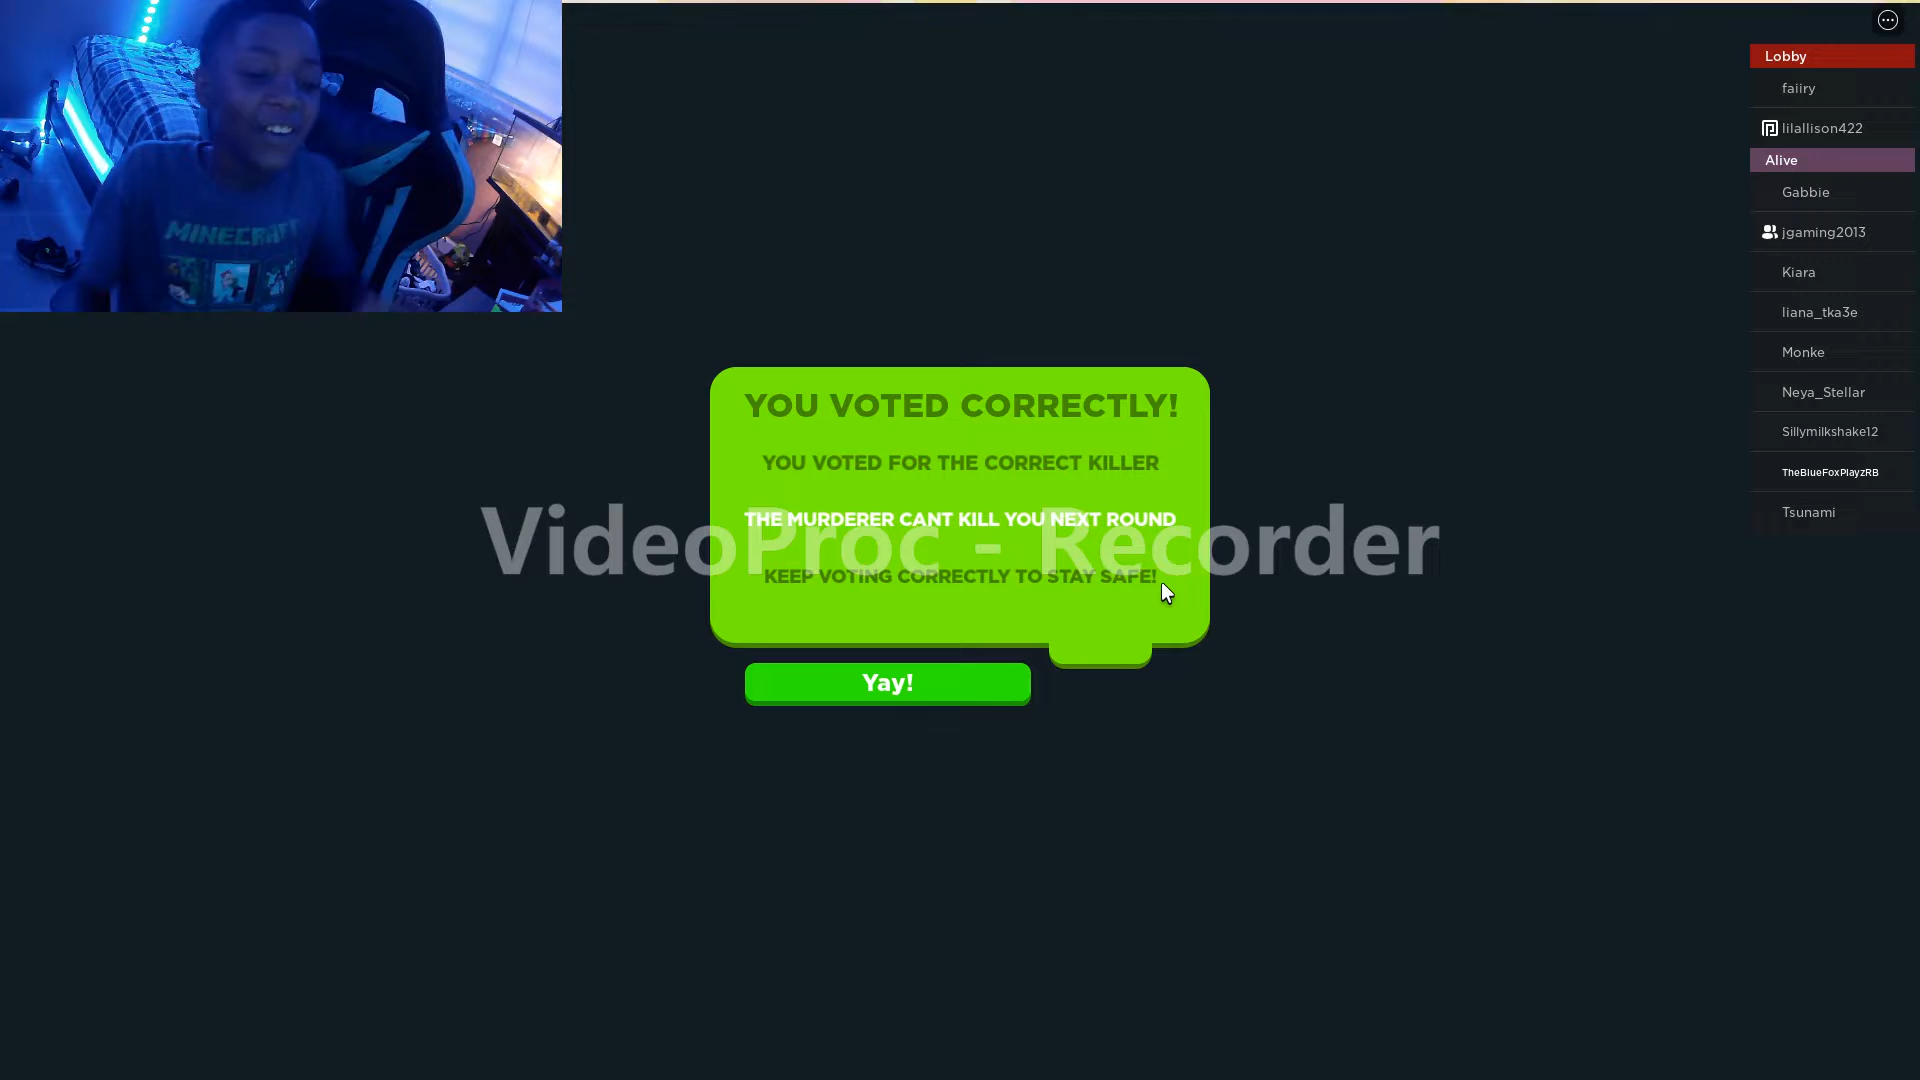 MINECRAFT
Lobby
faiiry
lilallison422
Alive
Gabbie
jgaming2013
Kiara
liana_tka3e
Monke
Neya_Stellar
Sillymilkshake12
TheBlueFoxPlayzRB
Tsunami
YOU VOTED CORRECTLY!
YOU VOTED FOR THE CORRECT KILLER
THE MURDERER CANT KILL YOU NEXT ROUND
VideoProc - Recorder
KEEP VOTING CORRECTLY TO STAY SAFE!
Yay!